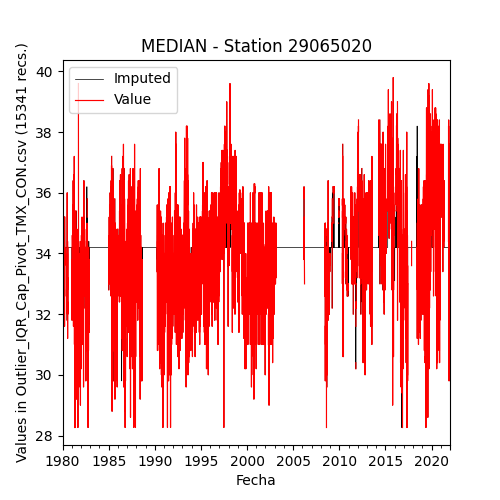 MEDIAN - Station 29065020
Imputed
Value
Values in Outlier_IQR_Cap_Pivot_TMX_CON.csv (15341 recs.)
40
38
36
34
32
30
28
1980 1985 1990 1995 2000 2005 2010 2015 2020
Fecha